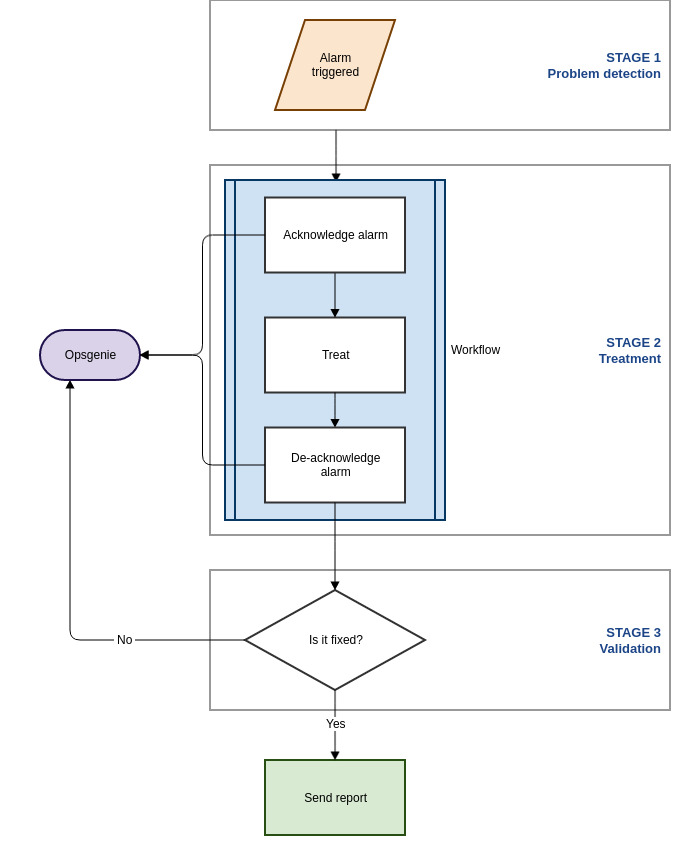 Alarm
triggered
STAGE 1
Problem detection
Acknowledge alarm
Opsgenie
Treat
Workflow
STAGE 2
Treatment
De-acknowledge
alarm
No
Is it fixed?
STAGE 3
Validation
Yes
Send report